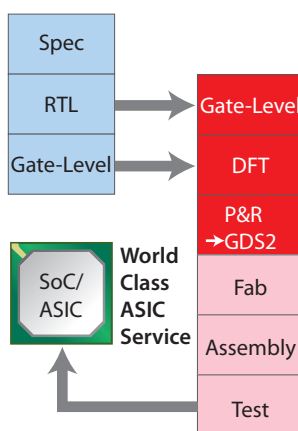 Spec
RTL
Gate-Level
Gate-Level
DFT
P&R
→GDS2
Fab
Assembly
Test
SoC/
ASIC
World
Class
ASIC
Service